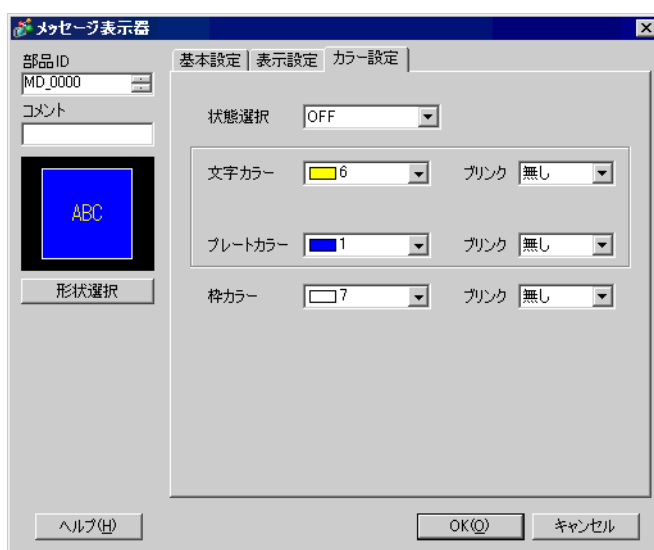 メッセージ表示器
部品ID
MD_0000
コメント
ABC
形状選択
基本設定 表示設定 カラー設定
状態選択 OFF
文字カラー 6 ブリンク 無し
プレートカラー 1 ブリンク 無し
枠カラー 7 ブリンク 無し
ヘルプ(H) OK(O) キャンセル